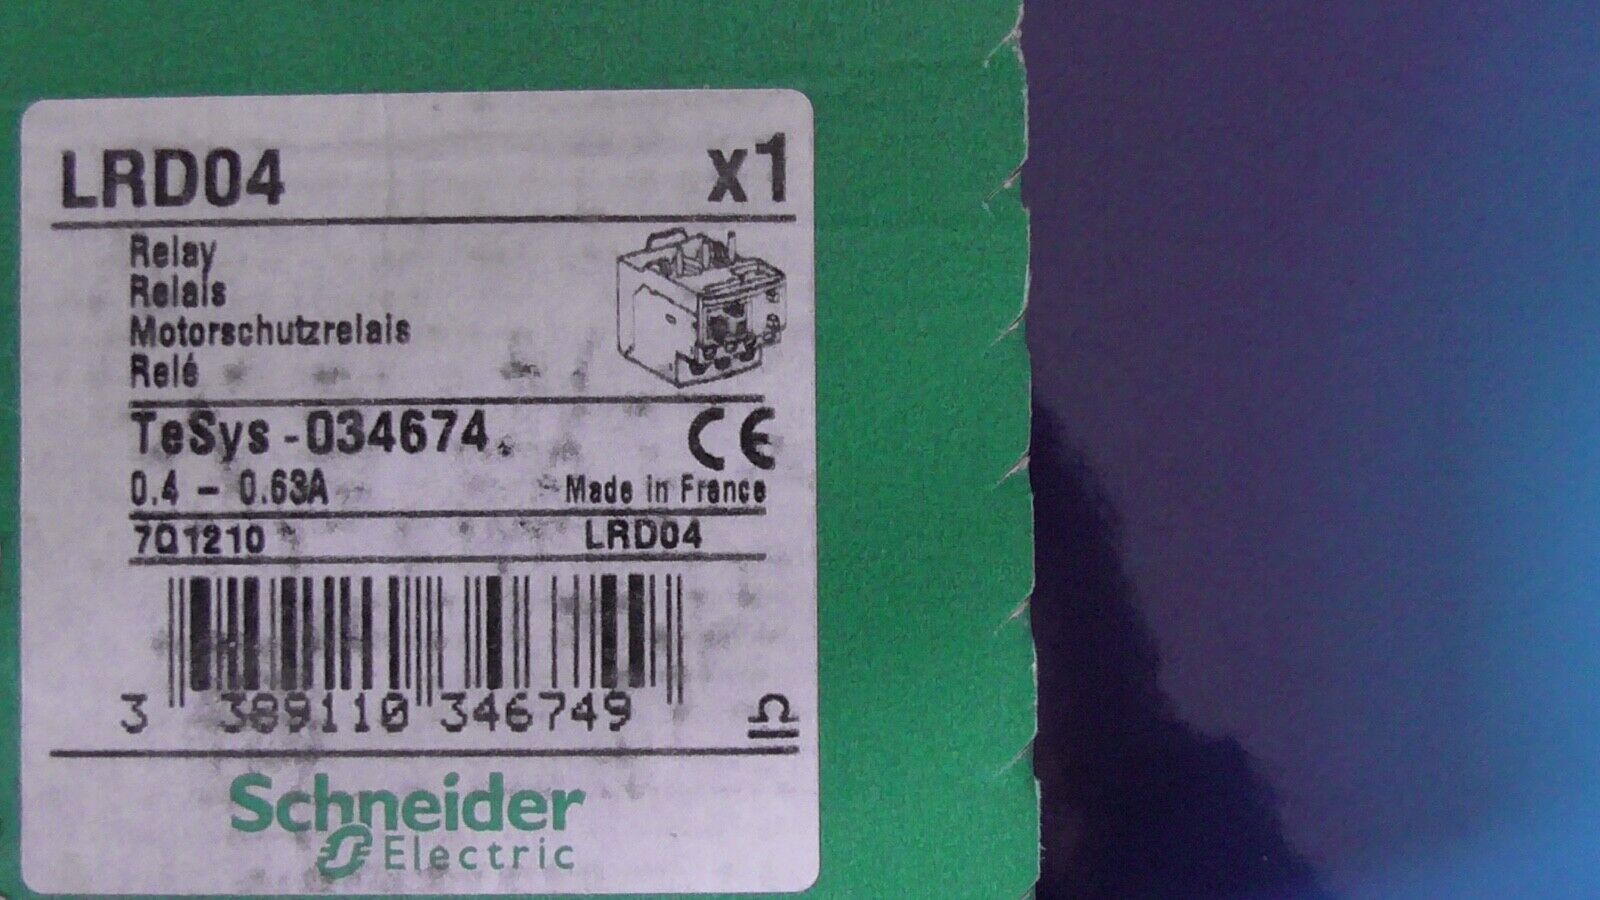 LRD04 x1
Relay
Relais
Motorschutzrelais
Relé
TeSys - 034674.
CE
0.4 - 0.63A Made in France
7Q1210 LRD04
3 389110 346749
Schneider
Electric